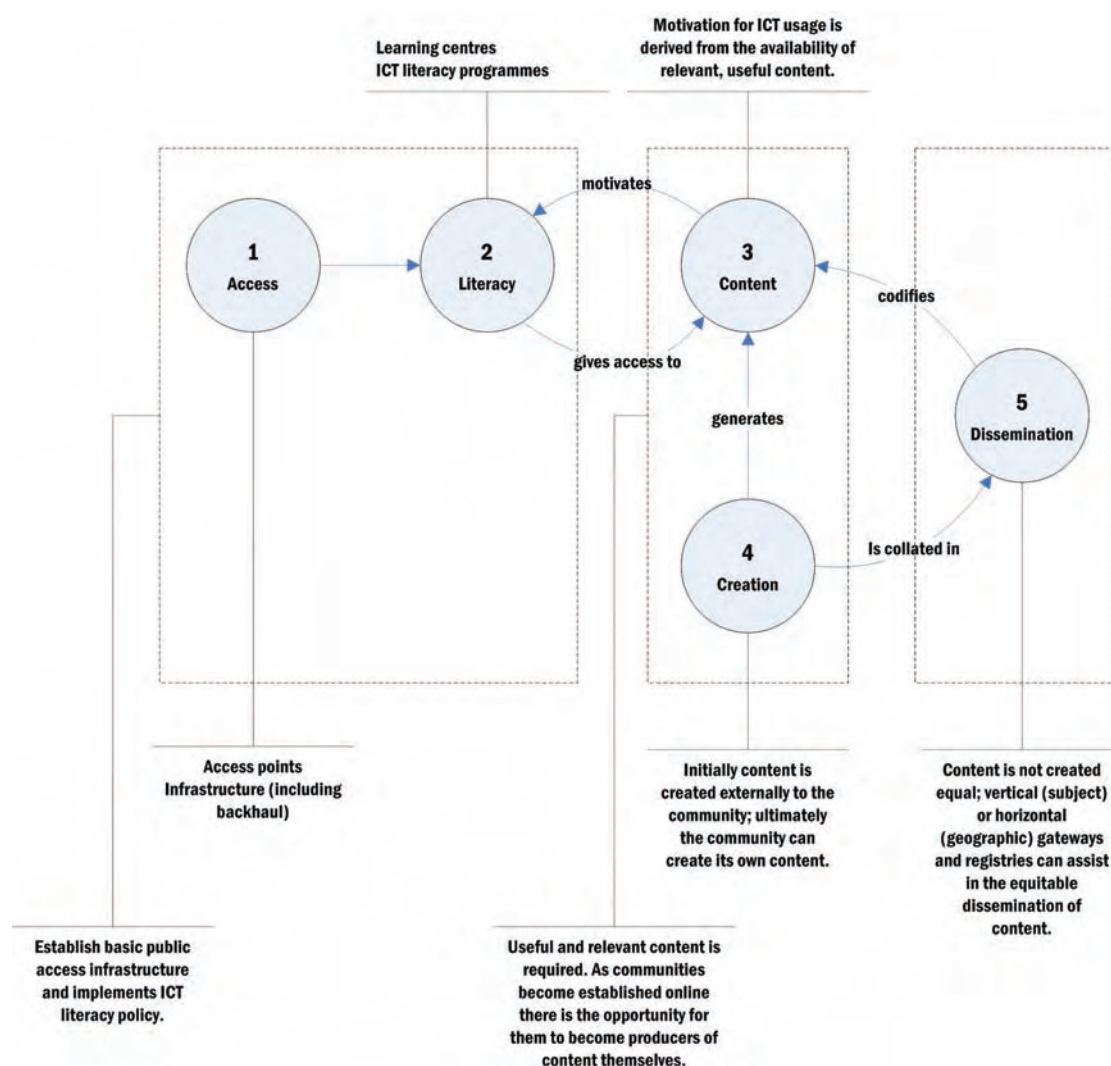 Learning centres
ICT literacy programmes
Motivation for ICT usage is
derived from the availability of
relevant, useful content.
motivates
1
Access
2
Literacy
3
Content
codifies
gives access to
5
Dissemination
generates
4
Creation
Is collated in
Access points
Infrastructure (including
backhaul)
Initially content is
created externally to the
community; ultimately
the community can
create its own content.
Content is not created
equal; vertical (subject)
or horizontal
(geographic) gateways
and registries can assist
in the equitable
dissemination of
content.
Establish basic public
access infrastructure
and implements ICT
literacy policy.
Useful and relevant content is
required. As communities
become established online
there is the opportunity for
them to become producers of
content themselves.